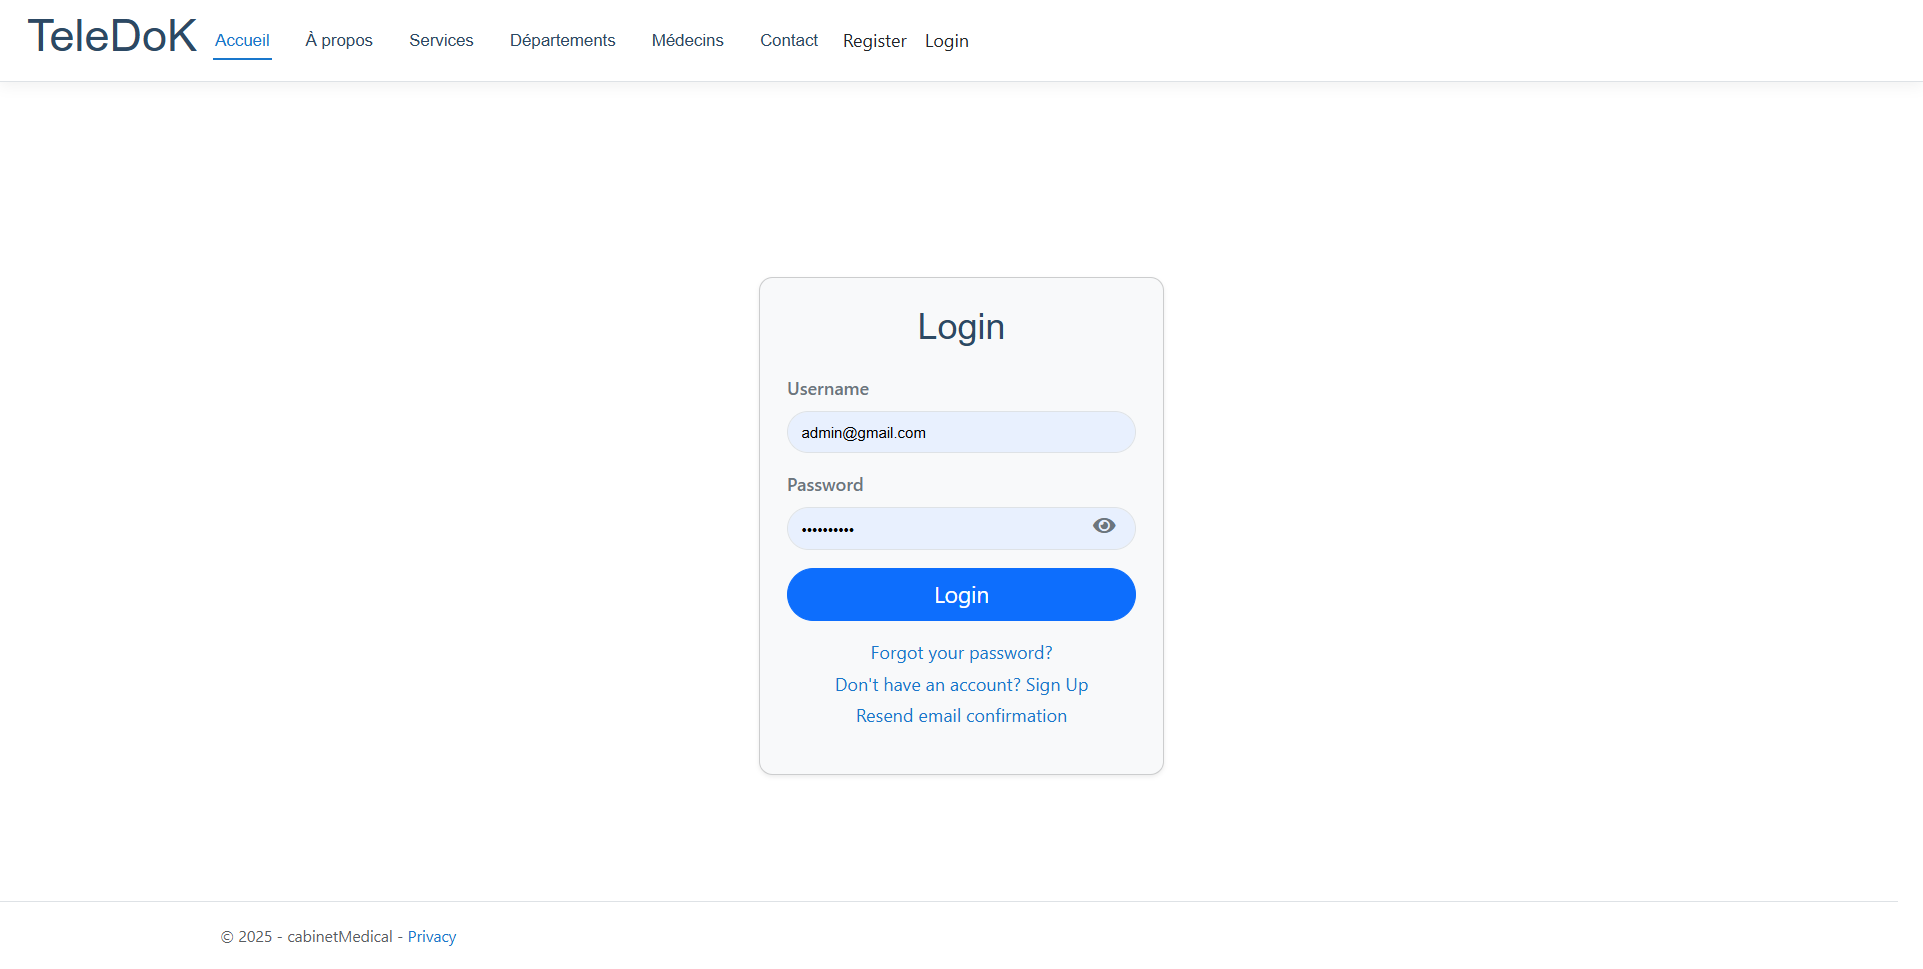 TeleDoK Accueil À propos Services Départements Médecins Contact Register Login
Login
Username
admin@gmail.com
Password
••••••••••
Login
Forgot your password?
Don't have an account? Sign Up
Resend email confirmation
© 2025 - cabinetMedical - Privacy